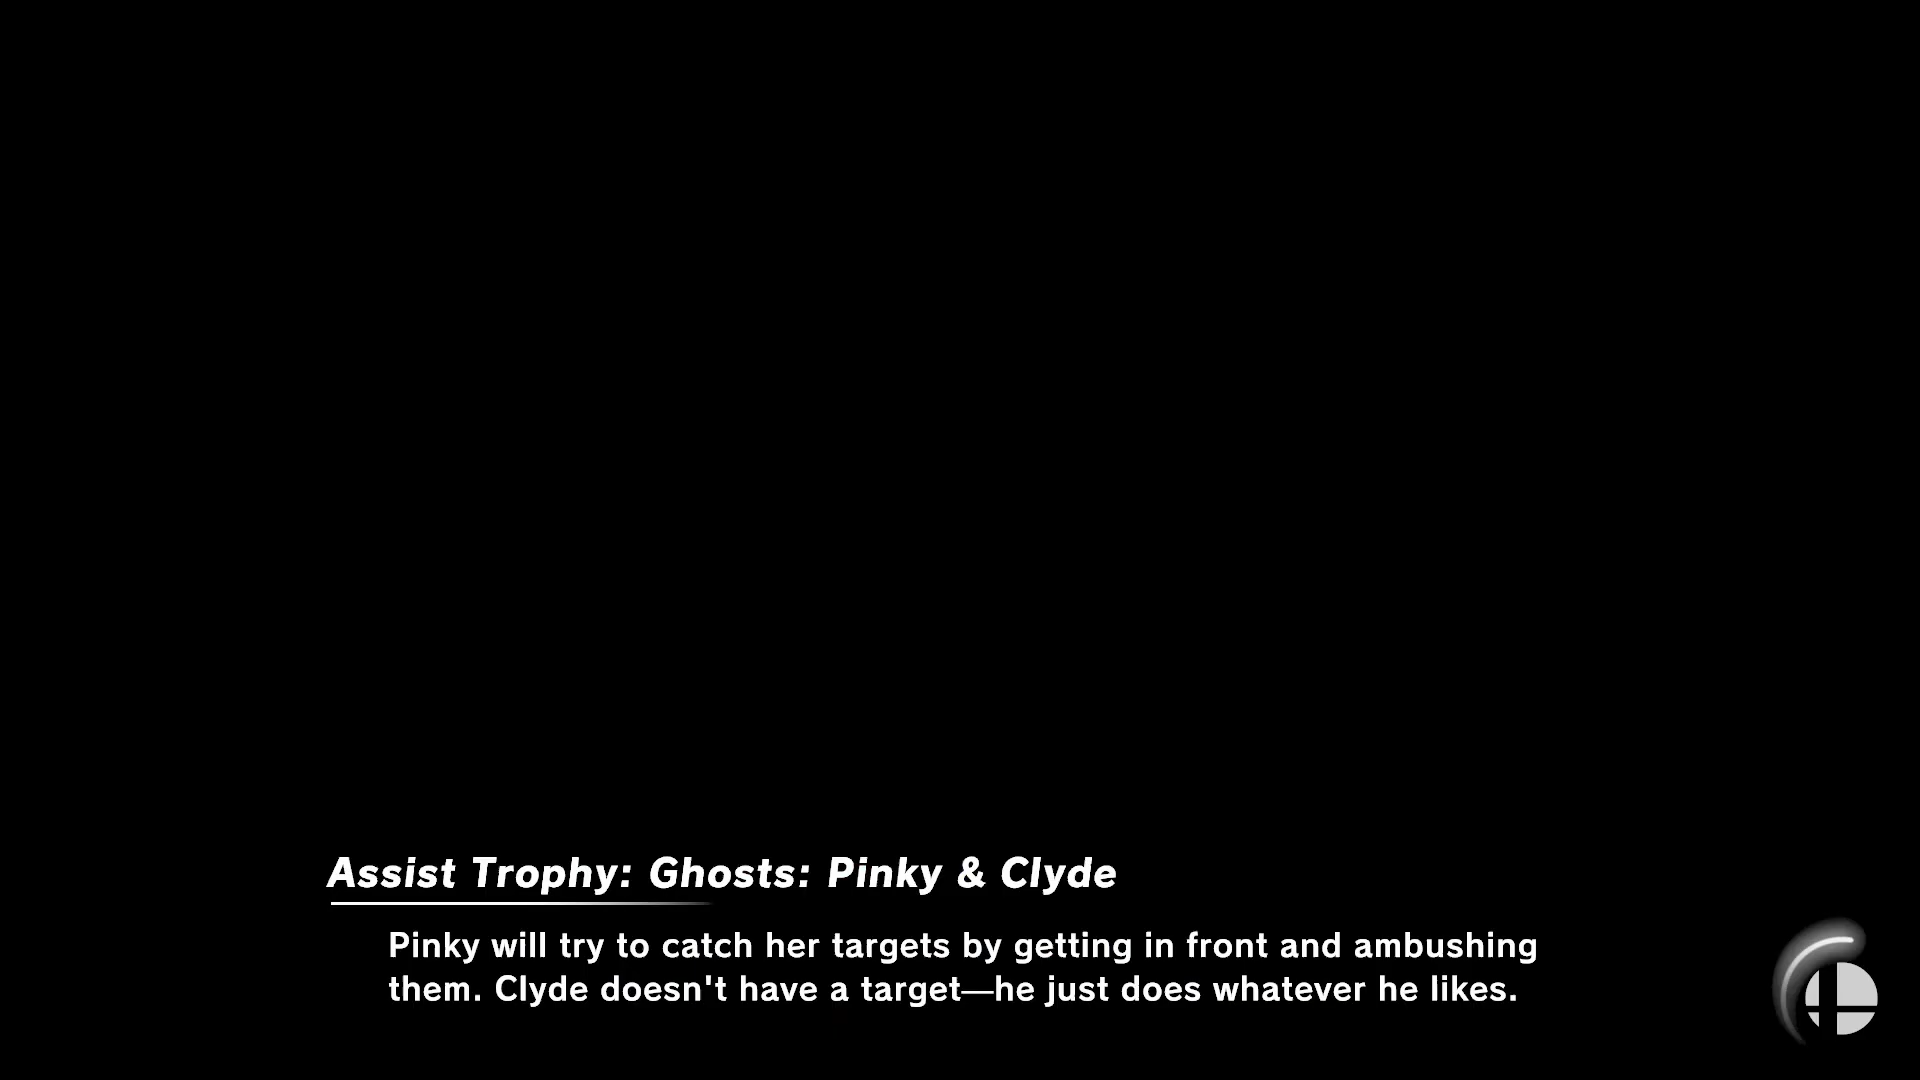 Assist Trophy: Ghosts: Pinky & Clyde
Pinky will try to catch her targets by getting in front and ambushing
them. Clyde doesn't have a target—he just does whatever he likes.